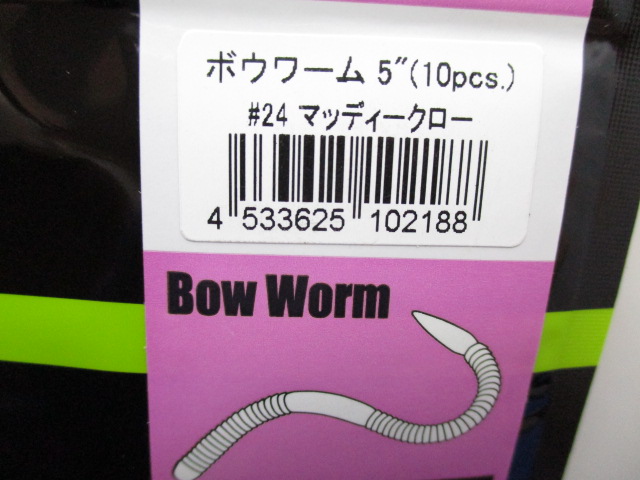 ボウワーム 5″(10pcs.)
#24 マッディークロー
4 533625 102188
Bow Worm